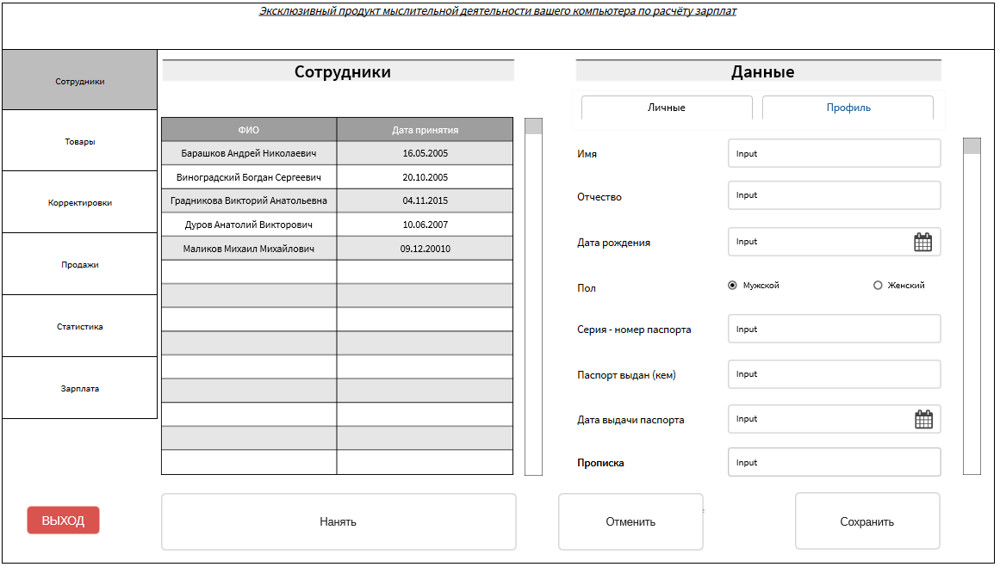 Эксклюзивный продукт мыслительной деятельности вашего компьютера по расчёту зарплат
Сотрудники
Товары
Корректировки
Продажи
Статистика
Зарплата
ВЫХОД
Сотрудники
ФИО Дата принятия
Барашков Андрей Николаевич 16.05.2005
Виноградский Богдан Сергеевич 20.10.2005
Градникова Викторий Анатольевна 04.11.2015
Дуров Анатолий Викторович 10.06.2007
Маликов Михаил Михайлович 09.12.20010
Нанять
Данные
Личные Профиль
Имя Input
Отчество Input
Дата рождения Input
Пол Мужской Женский
Серия - номер паспорта Input
Паспорт выдан (кем) Input
Дата выдачи паспорта Input
Прописка Input
Отменить Сохранить